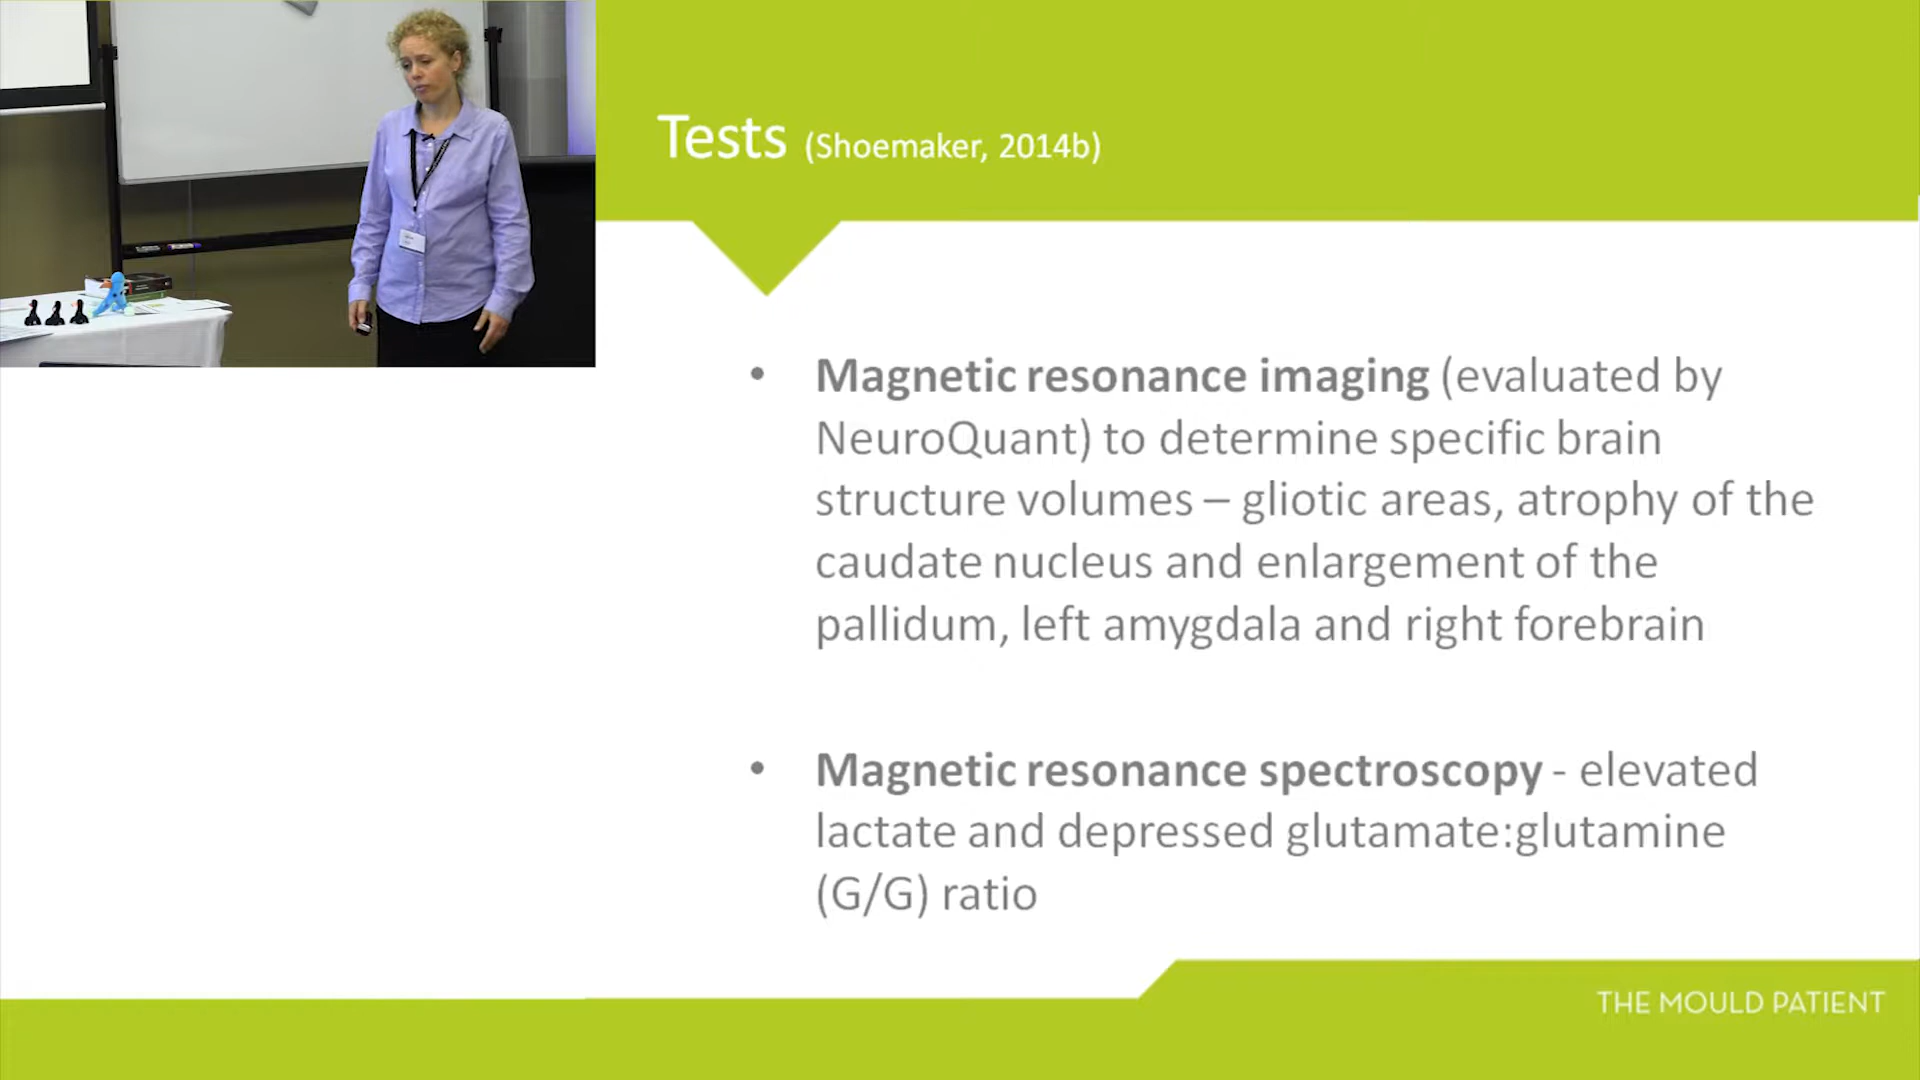 Tests (Shoemaker, 2014b)
• Magnetic resonance imaging (evaluated by
NeuroQuant) to determine specific brain
structure volumes – gliotic areas, atrophy of the
caudate nucleus and enlargement of the
pallidum, left amygdala and right forebrain
• Magnetic resonance spectroscopy - elevated
lactate and depressed glutamate:glutamine
(G/G) ratio
THE MOULD PATIENT